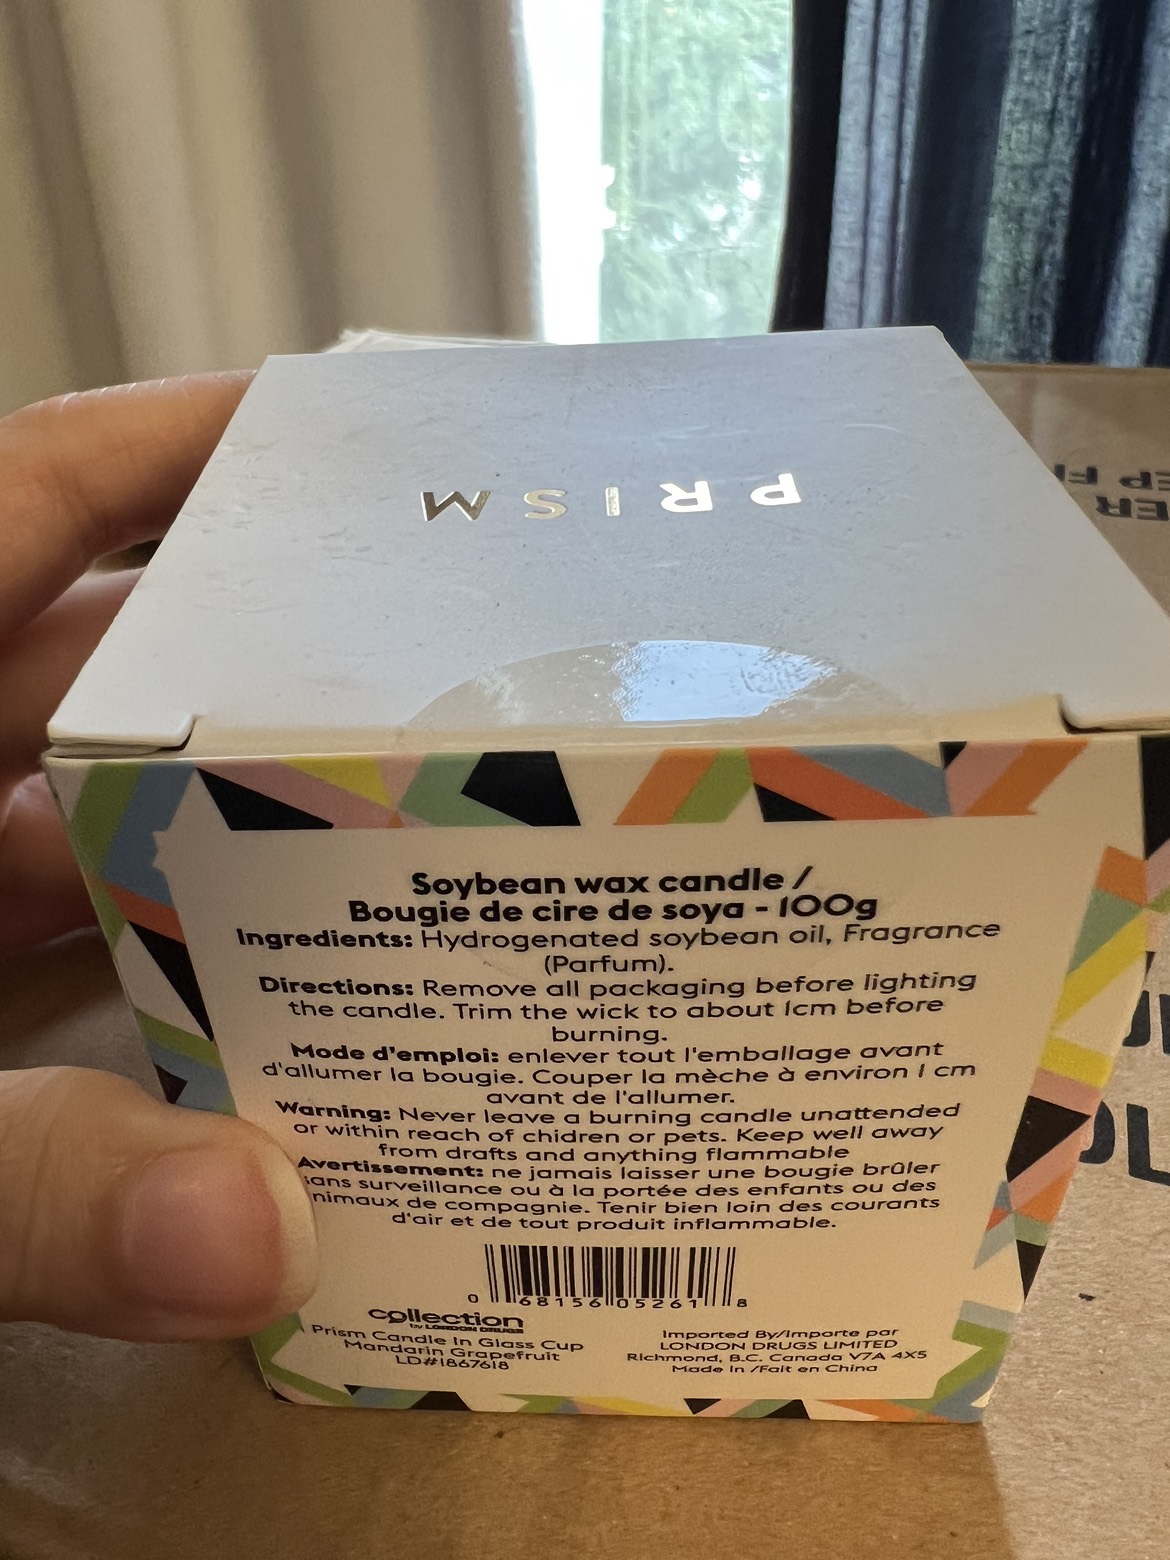 PRISM
Soybean wax candle /
Bougie de cire de soya - 100g
Ingredients: Hydrogenated soybean oil, Fragrance
(Parfum).
Directions: Remove all packaging before lighting
the candle. Trim the wick to about 1cm before
burning.
Mode d'emploi: enlever tout l'emballage avant
d'allumer la bougie. Couper la mèche à environ 1 cm
avant de l'allumer.
Warning: Never leave a burning candle unattended
or within reach of chidren or pets. Keep well away
from drafts and anything flammable
Avertissement: ne jamais laisser une bougie brûler
sans surveillance ou à la portée des enfants ou des
nimaux de compagnie. Tenir bien loin des courants
d'air et de tout produit inflammable.
0 68156 05261 8
collection
by LONDON DRUGS
Prism Candle In Glass Cup
Mandarin Grapefruit
LD#1867618
Imported By/Importe par
LONDON DRUGS LIMITED
Richmond, B.C. Canada V7A 4X5
Made In /Fait en China